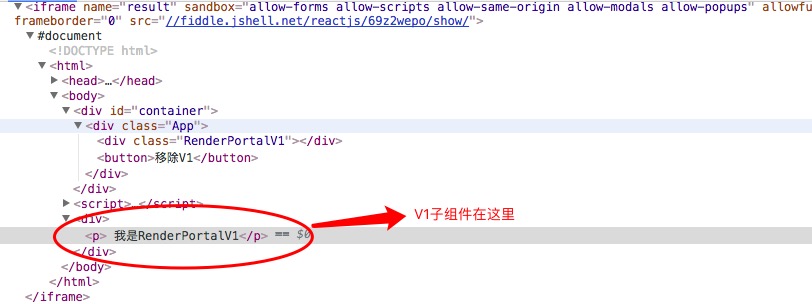 ▼<iframe name="result" sandbox="allow-forms allow-scripts allow-same-origin allow-modals allow-popups" allowfu
frameborder="0" src="//fiddle.jshell.net/reactjs/69z2wepo/show/">
▼#document
<!DOCTYPE html>
▼<html>
▶<head>…</head>
▼<body>
▼<div id="container">
▼<div class="App">
<div class="RenderPortalV1"></div>
<button>移除V1</button>
</div>
</div>
▶<script>…</script>
▼<div>
<p> 我是RenderPortalV1</p> == $0
</div>
</body>
</html>
</iframe>
V1子组件在这里